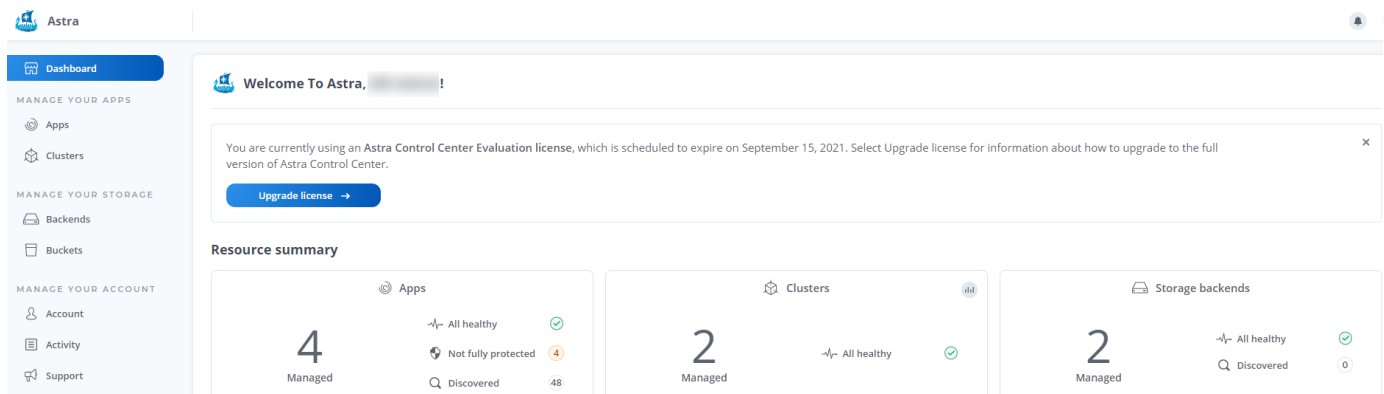 Astra
Dashboard
MANAGE YOUR APPS
Apps
Clusters
MANAGE YOUR STORAGE
Backends
Buckets
MANAGE YOUR ACCOUNT
Account
Activity
Support
Welcome To Astra, !
You are currently using an Astra Control Center Evaluation license, which is scheduled to expire on September 15, 2021. Select Upgrade license for information about how to upgrade to the full
version of Astra Control Center.
Upgrade license →
Resource summary
Apps
4
Managed
All healthy
Not fully protected 4
Discovered 48
Clusters
2
Managed
All healthy
Storage backends
2
Managed
All healthy
Discovered 0